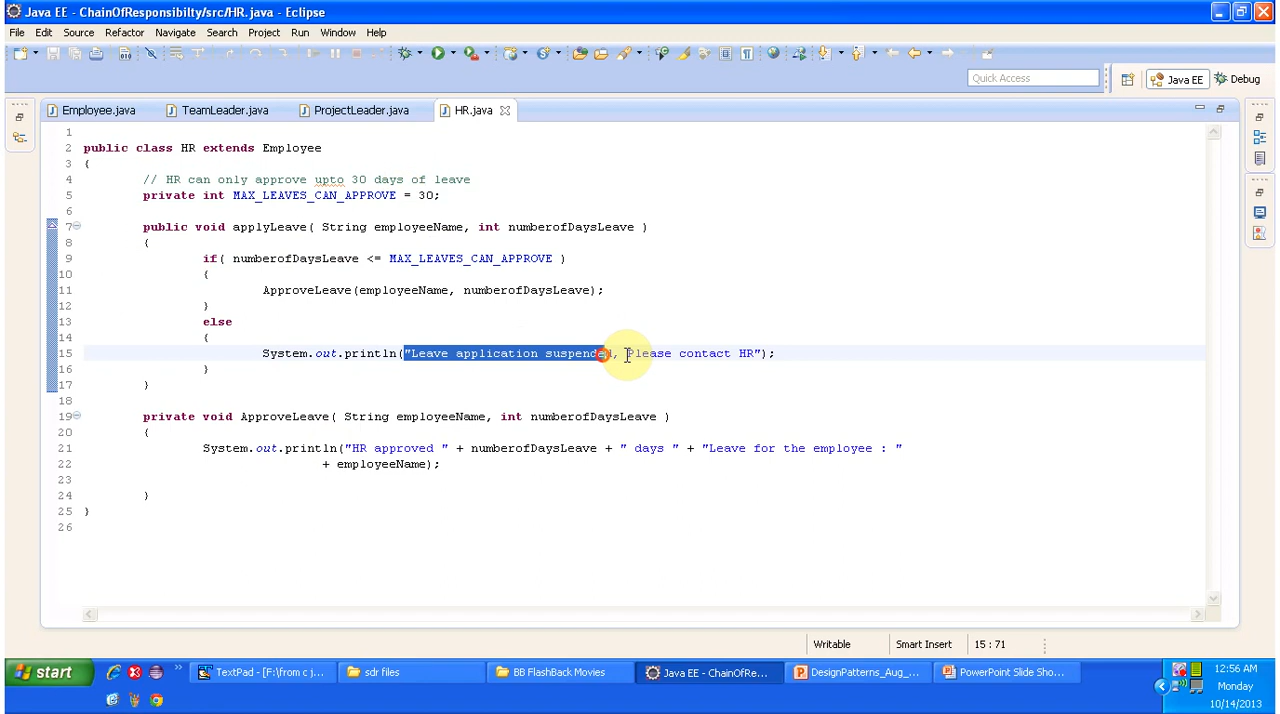 Java EE - ChainOfResponsibilty/src/HR.java - Eclipse
File Edit Source Refactor Navigate Search Project Run Window Help
Quick Access Java EE Debug
Employee.java TeamLeader.java ProjectLeader.java HR.java
1
2 public class HR extends Employee
3 {
4 // HR can only approve upto 30 days of leave
5 private int MAX_LEAVES_CAN_APPROVE = 30;
6
7 public void applyLeave( String employeeName, int numberofDaysLeave )
8 {
9 if( numberofDaysLeave <= MAX_LEAVES_CAN_APPROVE )
10 {
11 ApproveLeave(employeeName, numberofDaysLeave);
12 }
13 else
14 {
15 System.out.println("Leave application suspended, Please contact HR");
16 }
17 }
18
19 private void ApproveLeave( String employeeName, int numberofDaysLeave )
20 {
21 System.out.println("HR approved " + numberofDaysLeave + " days " + "Leave for the employee : "
22 + employeeName);
23
24 }
25 }
26
Writable Smart Insert 15 : 71
start TextPad - [F:\from c j... sdr files BB FlashBack Movies Java EE - ChainOfRe... DesignPatterns_Aug_... PowerPoint Slide Sho... 12:56 AM
Monday
10/14/2013